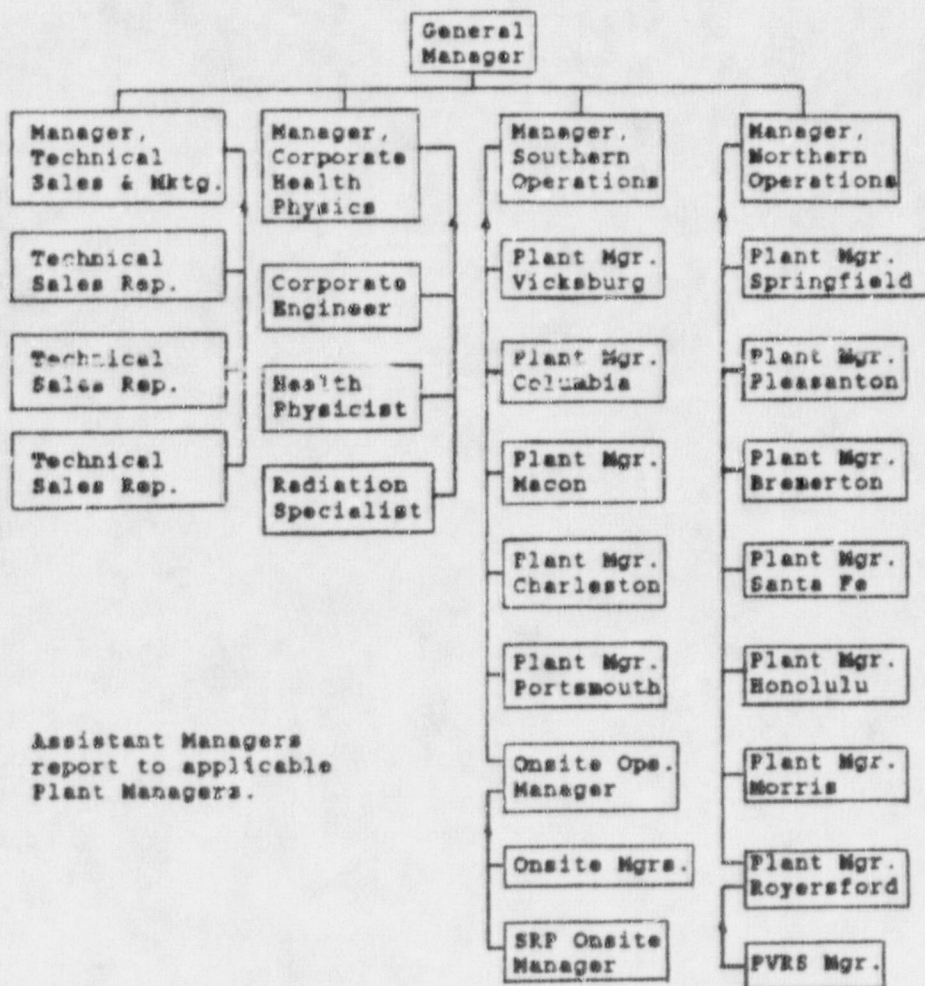 General
Manager
Manager,
Technical
Sales & Mktg.
Technical
Sales Rep.
Technical
Sales Rep.
Technical
Sales Rep.
Manager,
Corporate
Health
Physics
Corporate
Engineer
Health
Physicist
Radiation
Specialist
Manager,
Southern
Operations
Plant Mgr.
Vicksburg
Plant Mgr.
Columbia
Plant Mgr.
Macon
Plant Mgr.
Charleston
Plant Mgr.
Portsmouth
Onsite Ops.
Manager
Onsite Mgrs.
SRP Onsite
Manager
Manager,
Northern
Operations
Plant Mgr.
Springfield
Plant Mgr.
Pleasanton
Plant Mgr.
Bremerton
Plant Mgr.
Santa Fe
Plant Mgr.
Honolulu
Plant Mgr.
Morris
Plant Mgr.
Royersford
PVRS Mgr.
Assistant Managers
report to applicable
Plant Managers.